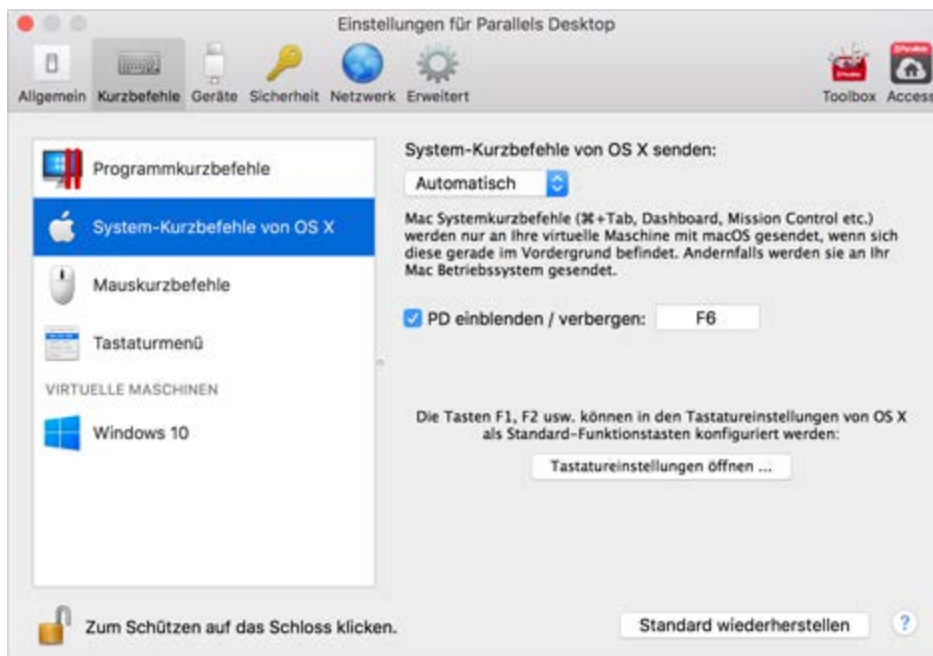 Einstellungen für Parallels Desktop
Allgemein Kurzbefehle Geräte Sicherheit Netzwerk Erweitert Toolbox Access
Programmkurzbefehle
System-Kurzbefehle von OS X
Mauskurzbefehle
Tastaturmenü
VIRTUELLE MASCHINEN
Windows 10
System-Kurzbefehle von OS X senden:
Automatisch
Mac Systemkurzbefehle (⌘+Tab, Dashboard, Mission Control etc.)
werden nur an Ihre virtuelle Maschine mit macOS gesendet, wenn sich
diese gerade im Vordergrund befindet. Andernfalls werden sie an Ihr
Mac Betriebssystem gesendet.
PD einblenden / verbergen: F6
Die Tasten F1, F2 usw. können in den Tastatureinstellungen von OS X
als Standard-Funktionstasten konfiguriert werden:
Tastatureinstellungen öffnen ...
Zum Schützen auf das Schloss klicken.
Standard wiederherstellen ?